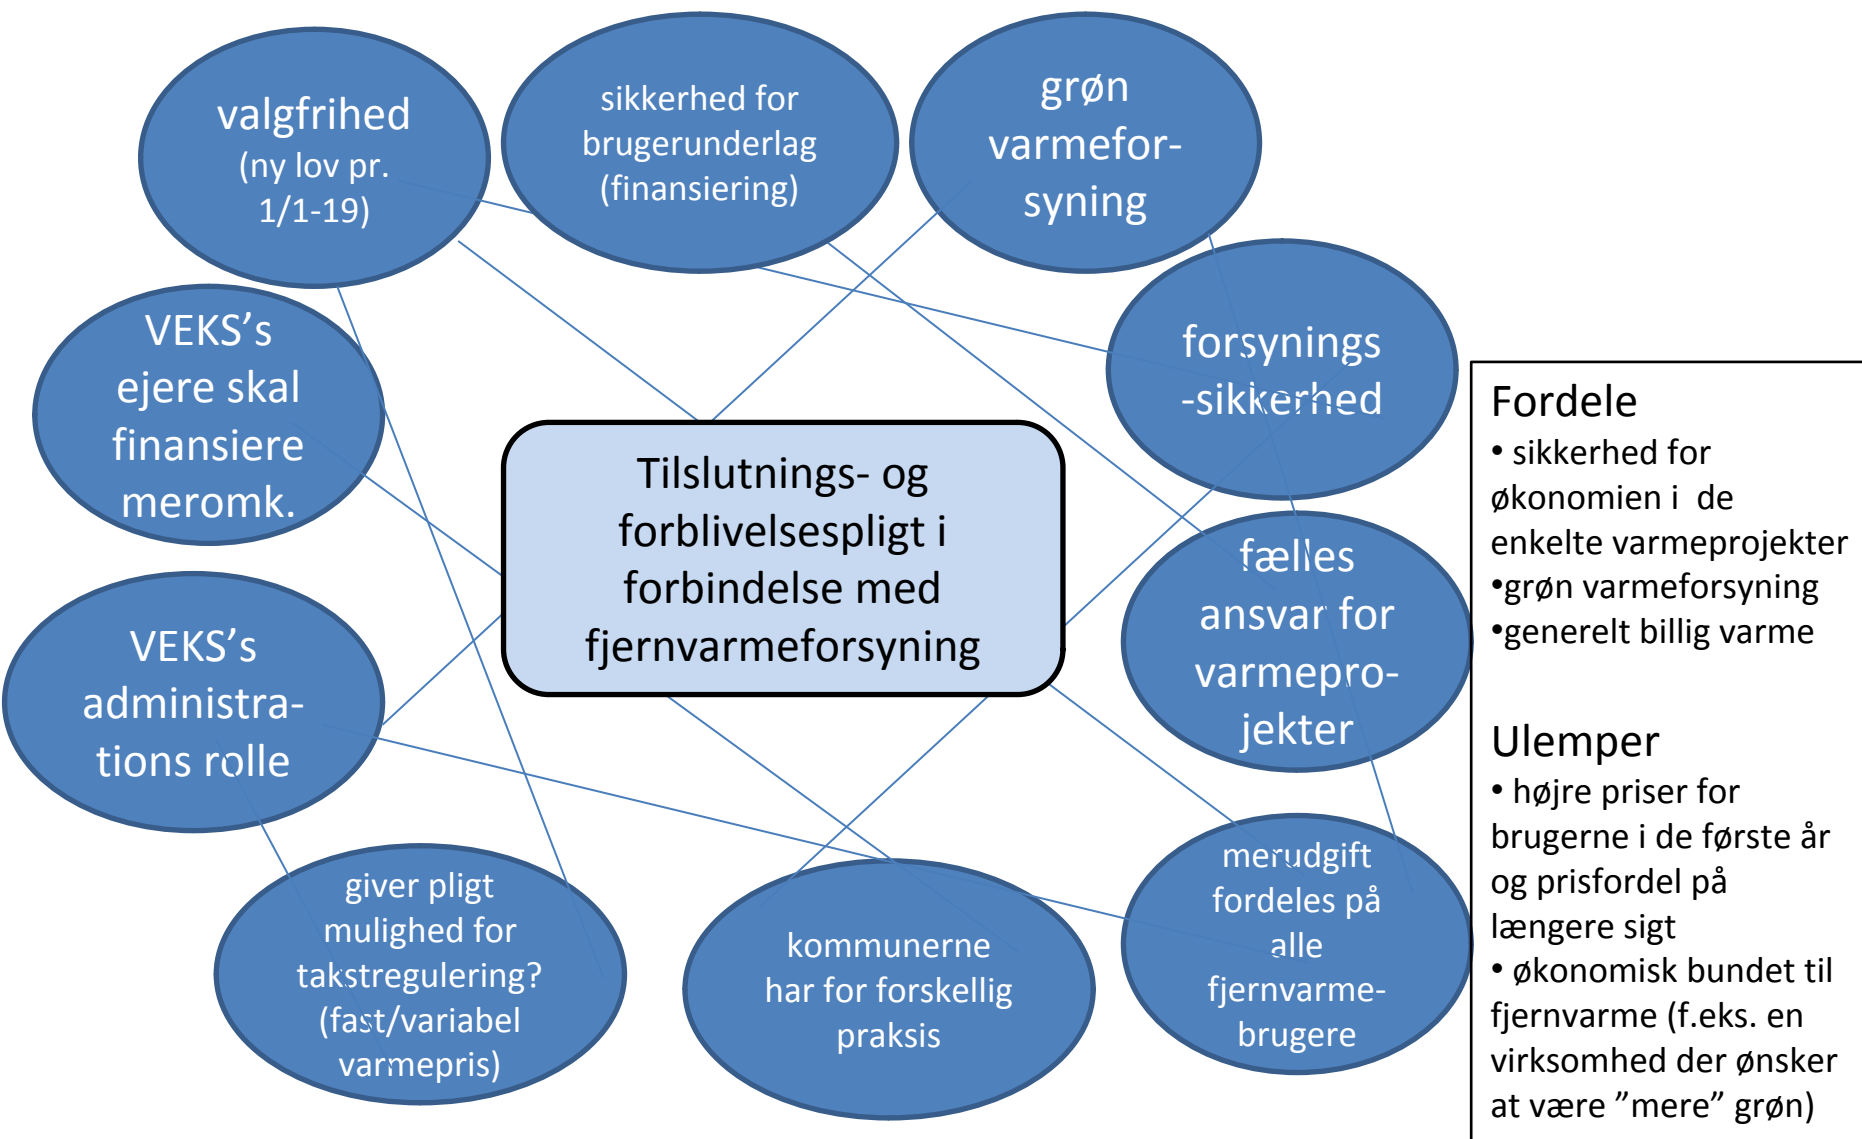 valgfrihed
(ny lov pr.
1/1-19)
sikkerhed for
brugerunderlag
(finansiering)
grøn
varmefor-
syning
forsynings
-sikkerhed
fælles
ansvar for
varmepro-
jekter
merudgift
fordeles på
alle
fjernvarme-
brugere
kommunerne
har for forskellig
praksis
giver pligt
mulighed for
takstregulering?
(fast/variabel
varmepris)
VEKS's
administra-
tions rolle
VEKS’s
ejere skal
finansiere
meromk.
Tilslutnings- og
forblivelsespligt i
forbindelse med
fjernvarmeforsyning
Fordele
• sikkerhed for
økonomien i  de
enkelte varmeprojekter
•grøn varmeforsyning
•generelt billig varme
Ulemper
• højre priser for
brugerne i de første år
og prisfordel på
længere sigt
• økonomisk bundet til
fjernvarme (f.eks. en
virksomhed der ønsker
at være ”mere” grøn)